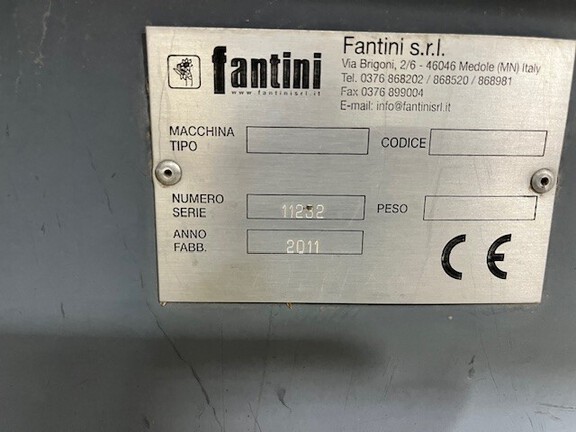 fantini
www.fantinisrl.it
Fantini s.r.l.
Via Brigoni, 2/6 - 46046 Medole (MN) Italy
Tel. 0376 868202 / 868520 / 868981
Fax 0376 899004
E-mail: info@fantinisrl.it
MACCHINA TIPO
CODICE
NUMERO SERIE 11232
PESO
ANNO FABB. 2011
CE